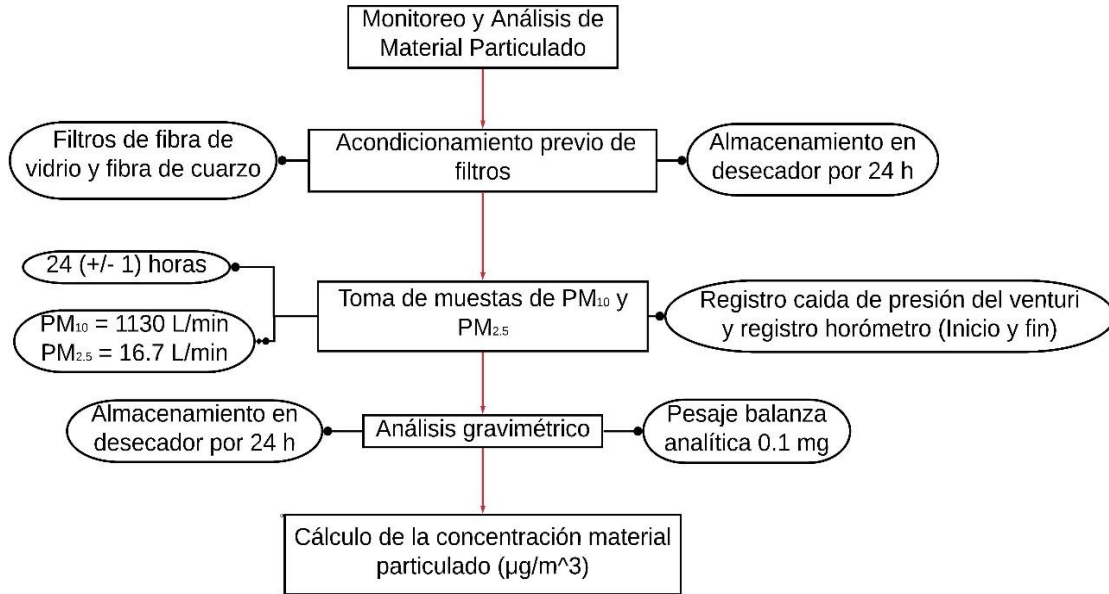 Monitoreo y Análisis de
Material Particulado
Filtros de fibra de
vidrio y fibra de cuarzo
Acondicionamiento previo de
filtros
Almacenamiento en
desecador por 24 h
24 (+/- 1) horas
PM₁₀ = 1130 L/min
PM₂.₅ = 16.7 L/min
Toma de muestas de PM₁₀ y
PM₂.₅
Registro caida de presión del venturi
y registro horómetro (Inicio y fin)
Almacenamiento en
desecador por 24 h
Análisis gravimétrico
Pesaje balanza
analítica 0.1 mg
Cálculo de la concentración material
particulado (µg/m^3)